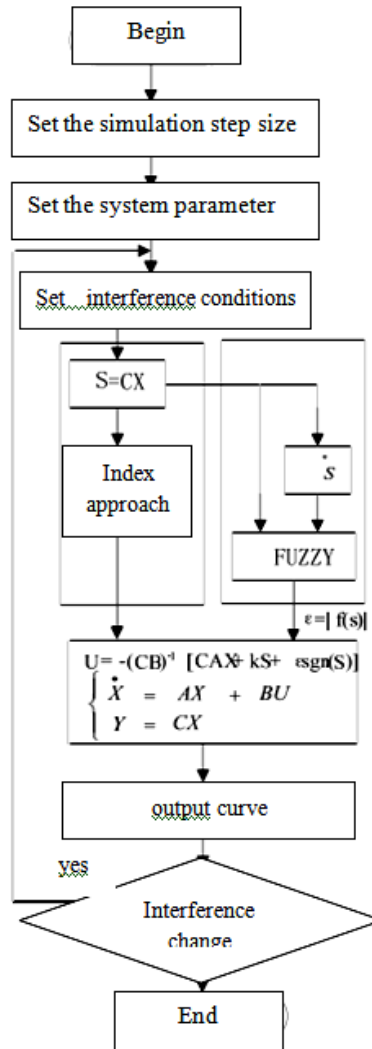 Begin
Set the simulation step size
Set the system parameter
Set interference conditions
S=CX
Index
approach
ṡ
FUZZY
ε=| f(s)|
U= -(CB)⁻¹ [CAX+ kS+ εsgn(S)]
Ẋ = AX + BU
Y = CX
output curve
yes
Interference
change
End